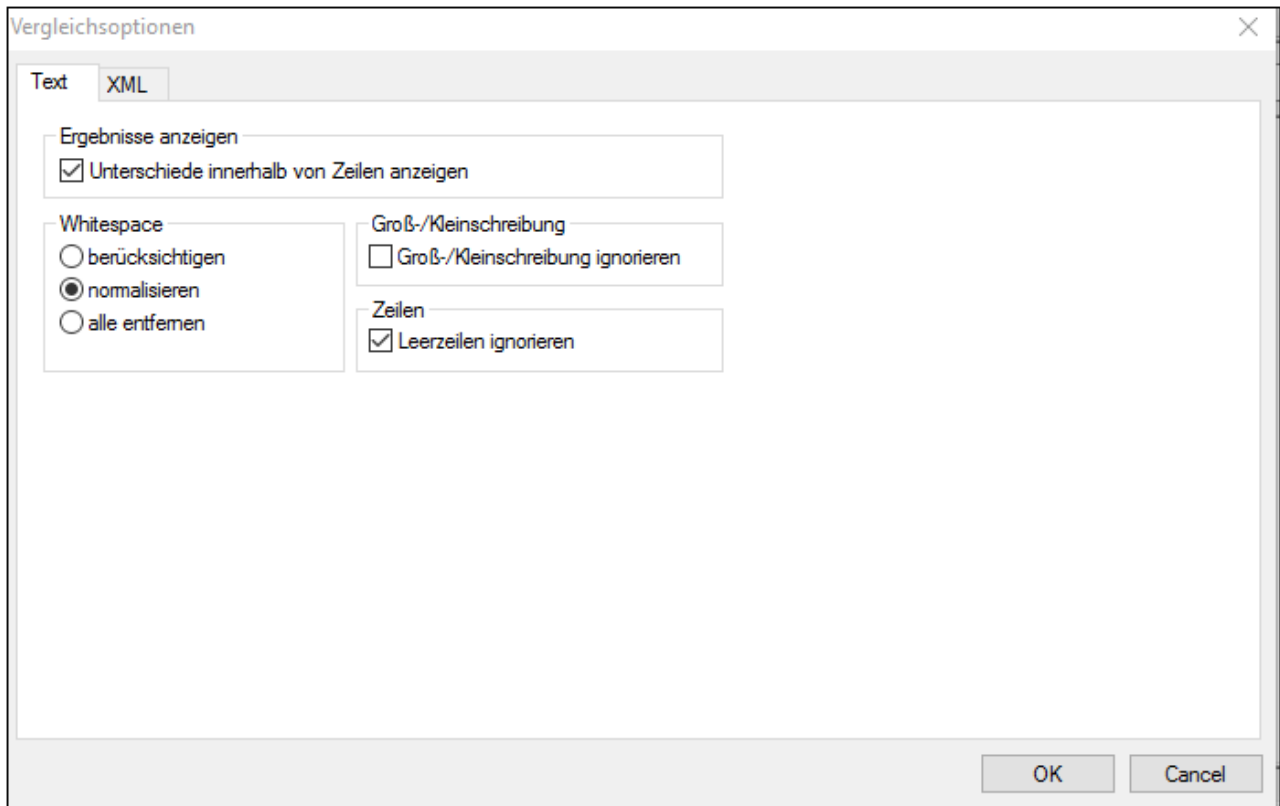 Vergleichsoptionen
Text XML
Ergebnisse anzeigen
Unterschiede innerhalb von Zeilen anzeigen
Whitespace
berücksichtigen
normalisieren
alle entfernen
Groß-/Kleinschreibung
Groß-/Kleinschreibung ignorieren
Zeilen
Leerzeilen ignorieren
OK Cancel